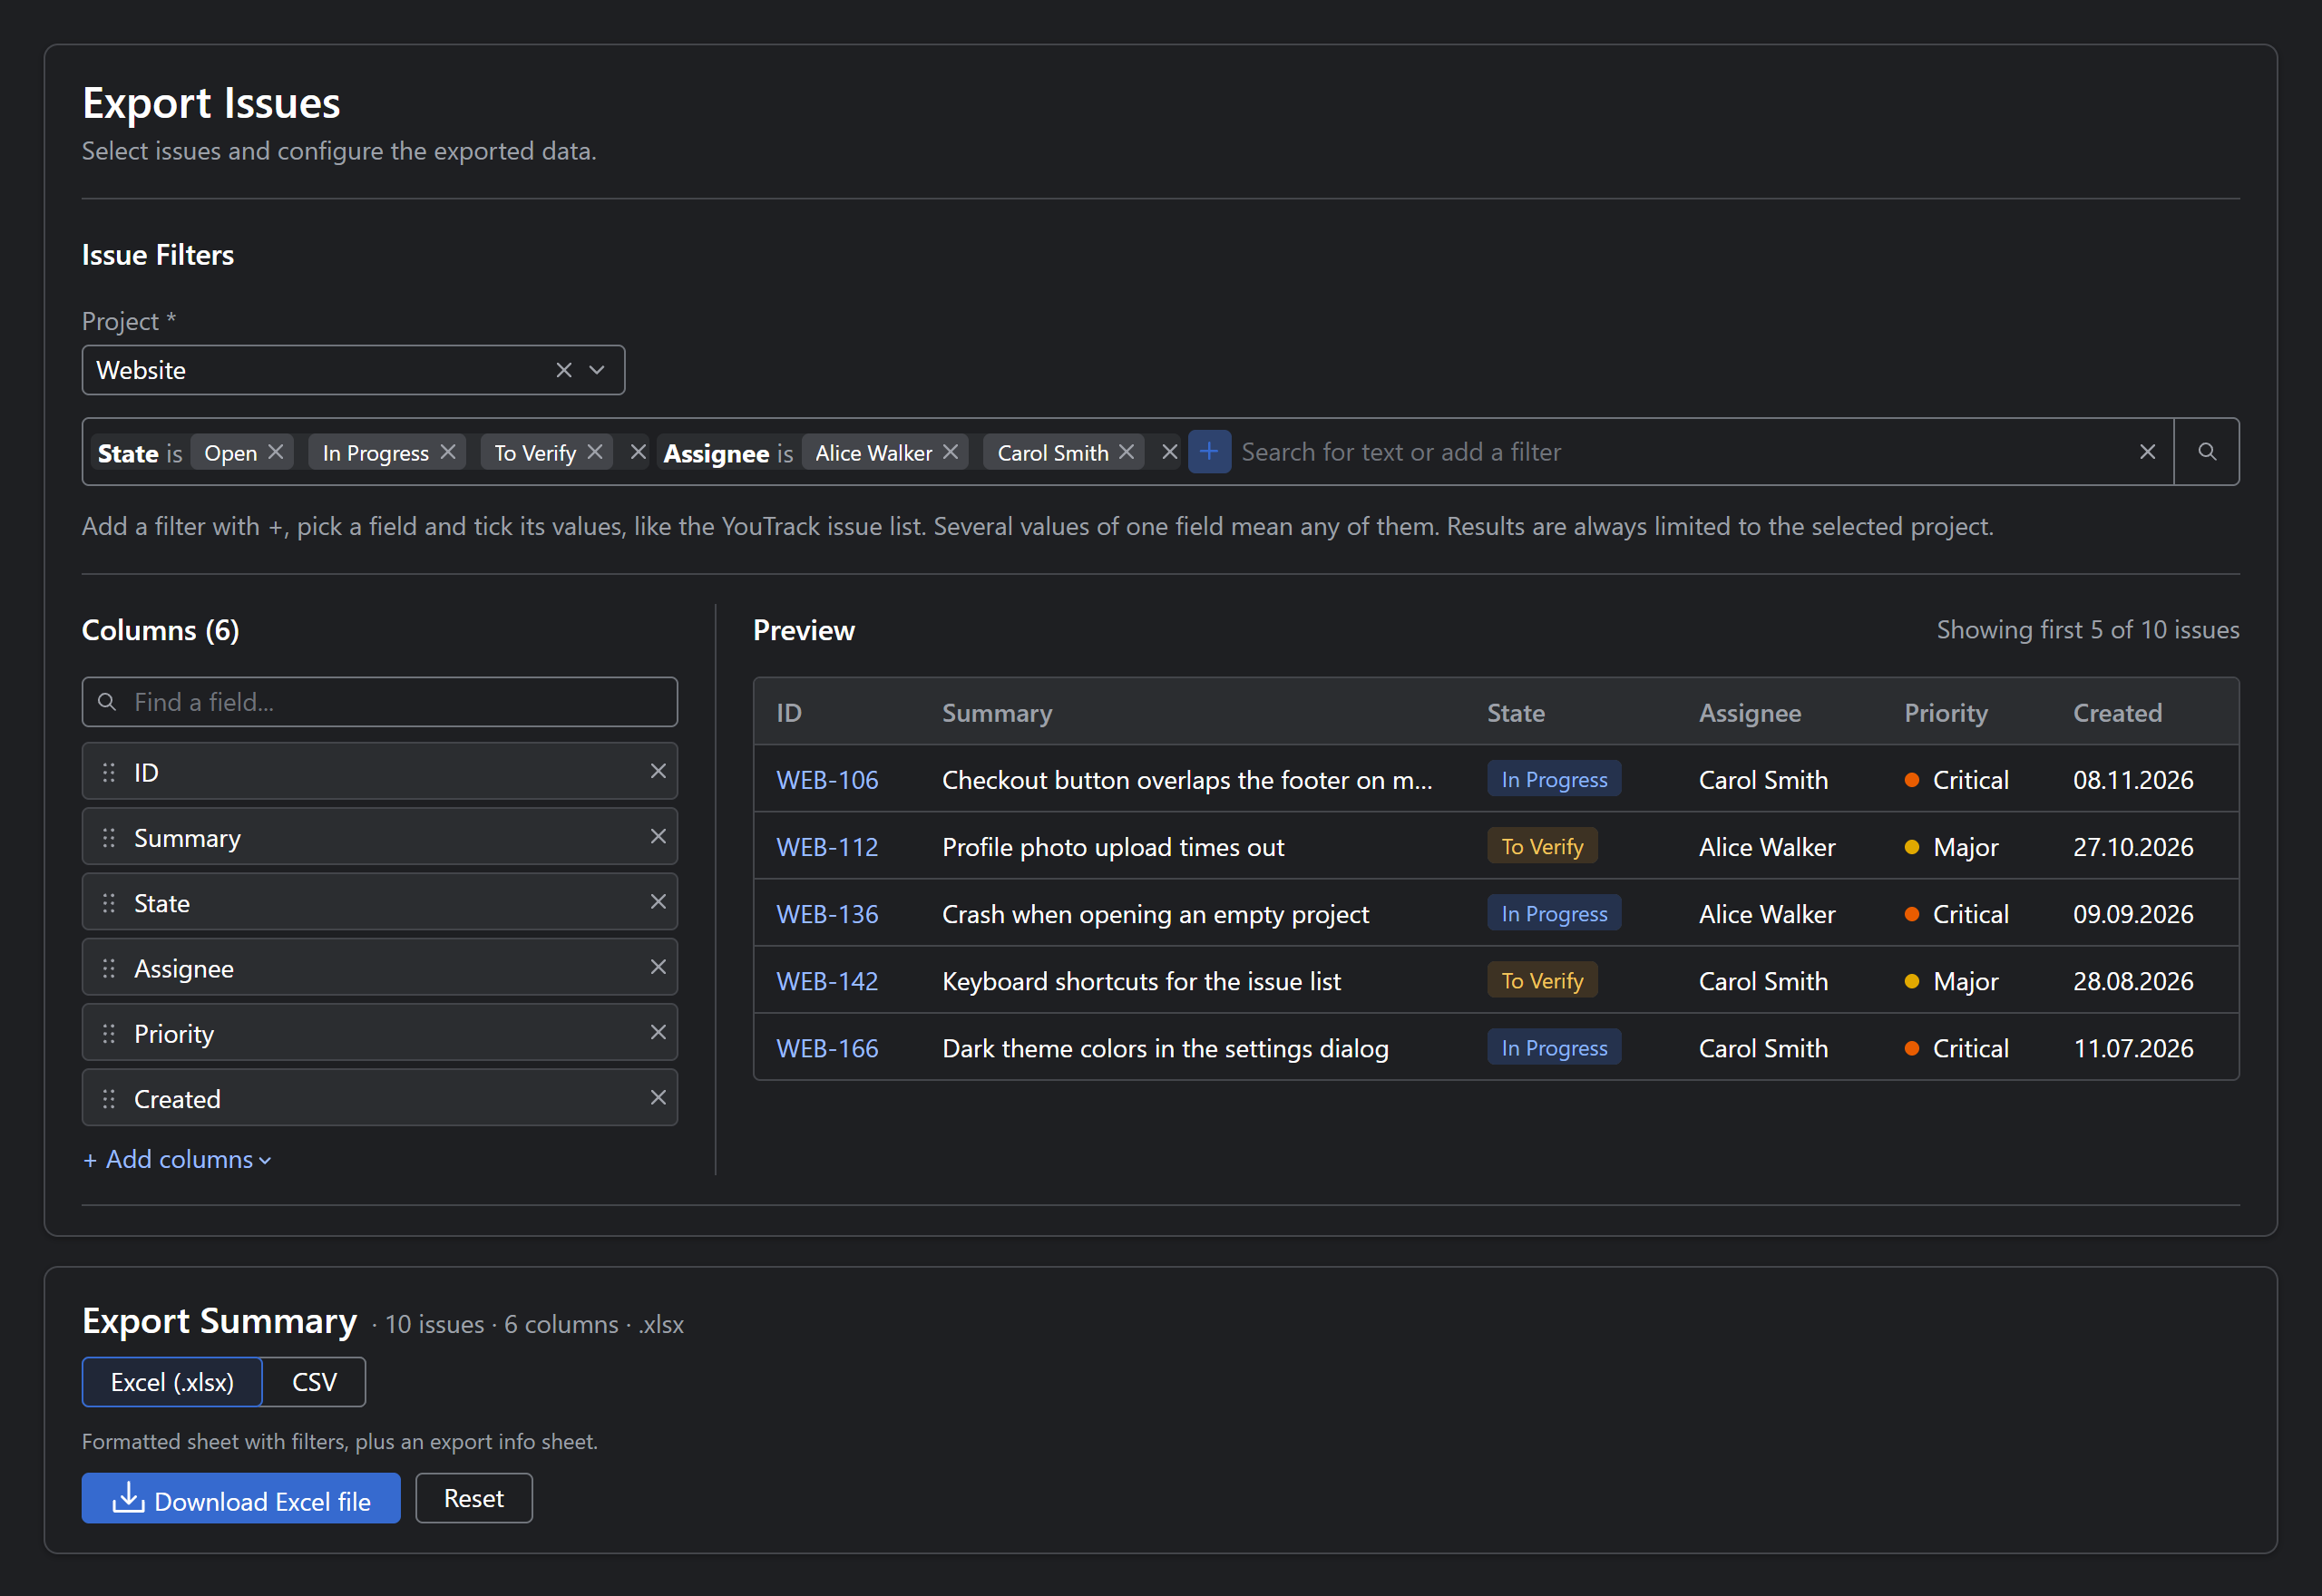 Export Issues
Select issues and configure the exported data.
Issue Filters
Project *
Website
State is Open In Progress To Verify Assignee is Alice Walker Carol Smith + Search for text or add a filter
Add a filter with +, pick a field and tick its values, like the YouTrack issue list. Several values of one field mean any of them. Results are always limited to the selected project.
Columns (6)
Find a field...
ID
Summary
State
Assignee
Priority
Created
+ Add columns
Preview
Showing first 5 of 10 issues
ID Summary State Assignee Priority Created
WEB-106 Checkout button overlaps the footer on m... In Progress Carol Smith Critical 08.11.2026
WEB-112 Profile photo upload times out To Verify Alice Walker Major 27.10.2026
WEB-136 Crash when opening an empty project In Progress Alice Walker Critical 09.09.2026
WEB-142 Keyboard shortcuts for the issue list To Verify Carol Smith Major 28.08.2026
WEB-166 Dark theme colors in the settings dialog In Progress Carol Smith Critical 11.07.2026
Export Summary · 10 issues · 6 columns · .xlsx
Excel (.xlsx) CSV
Formatted sheet with filters, plus an export info sheet.
Download Excel file Reset